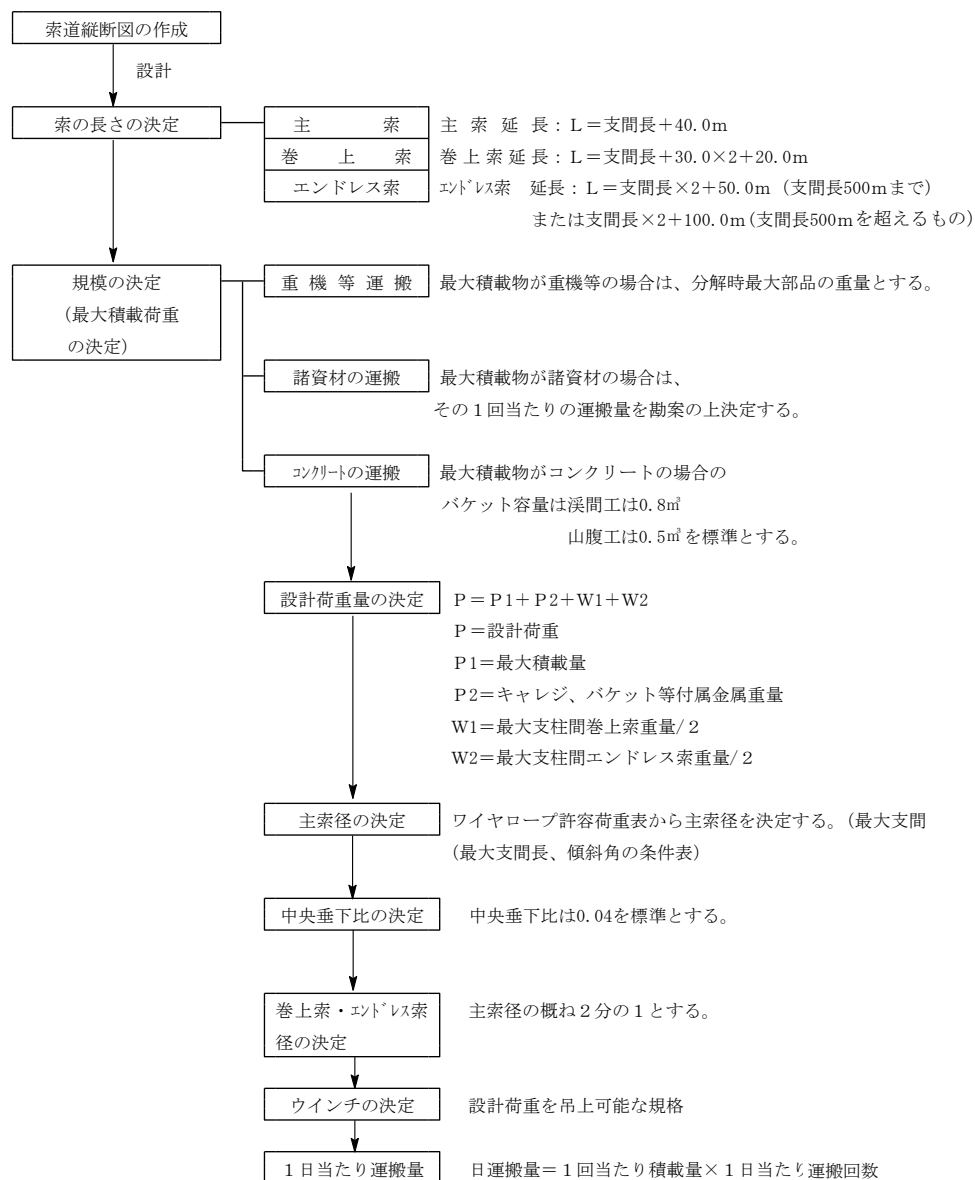 索道縦断図の作成
設計
索の長さの決定
主　　　索　主 索 延 長：Ｌ＝支間長＋40.0ｍ
巻　上　索　巻上索延長：Ｌ＝支間長＋30.0×2＋20.0ｍ
エンドレス索　ｴﾝﾄﾞﾚｽ索　延長：Ｌ＝支間長×2＋50.0ｍ (支間長500ｍまで)
または支間長×2＋100.0ｍ(支間長500ｍを超えるもの)
規模の決定
(最大積載荷重
の決定)
重 機 等 運 搬　最大積載物が重機等の場合は、分解時最大部品の重量とする。
諸資材の運搬　最大積載物が諸資材の場合は、
その１回当たりの運搬量を勘案の上決定する。
ｺﾝｸﾘｰﾄの運搬　最大積載物がコンクリートの場合の
バケット容量は渓間工は0.8㎥
山腹工は0.5㎥を標準とする。
設計荷重量の決定　Ｐ＝Ｐ1＋Ｐ2＋W1＋W2
Ｐ＝設計荷重
Ｐ1＝最大積載量
Ｐ2＝キャレジ、バケット等付属金属重量
W1＝最大支柱間巻上索重量/２
W2＝最大支柱間エンドレス索重量/２
主索径の決定　ワイヤロープ許容荷重表から主索径を決定する。(最大支間
(最大支間長、傾斜角の条件表)
中央垂下比の決定　中央垂下比は0.04を標準とする。
巻上索・ｴﾝﾄﾞﾚｽ索　主索径の概ね２分の１とする。
径の決定
ウインチの決定　設計荷重を吊上可能な規格
１日当たり運搬量　日運搬量＝１回当たり積載量×１日当たり運搬回数